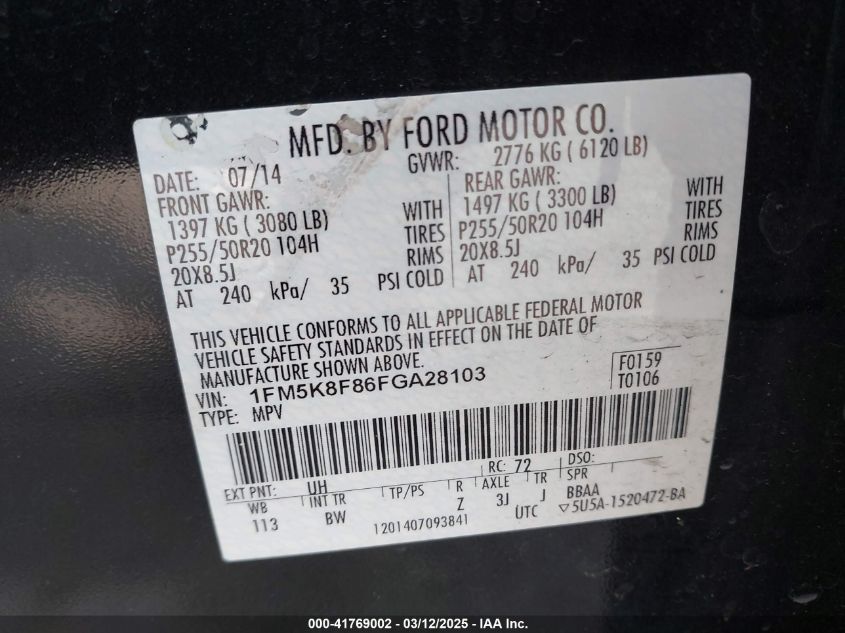 MFD. BY FORD MOTOR CO.
DATE: 07/14 GVWR: 2776 KG ( 6120 LB)
FRONT GAWR: REAR GAWR:
1397 KG ( 3080 LB) WITH 1497 KG ( 3300 LB) WITH
P255/50R20 104H TIRES P255/50R20 104H TIRES
20X8.5J RIMS 20X8.5J RIMS
AT 240 kPa/ 35 PSI COLD AT 240 kPa/ 35 PSI COLD
THIS VEHICLE CONFORMS TO ALL APPLICABLE FEDERAL MOTOR
VEHICLE SAFETY STANDARDS IN EFFECT ON THE DATE OF
MANUFACTURE SHOWN ABOVE.
VIN: 1FM5K8F86FGA28103 F0159
TYPE: MPV T0106
EXT PNT: UH RC: 72 DSO:
WB INT TR TP/PS R AXLE TR SPR
113 BW Z 3J J BBAA
1201407093841 UTC ▽5U5A-1520472-BA
000-41769002 - 03/12/2025 - IAA Inc.